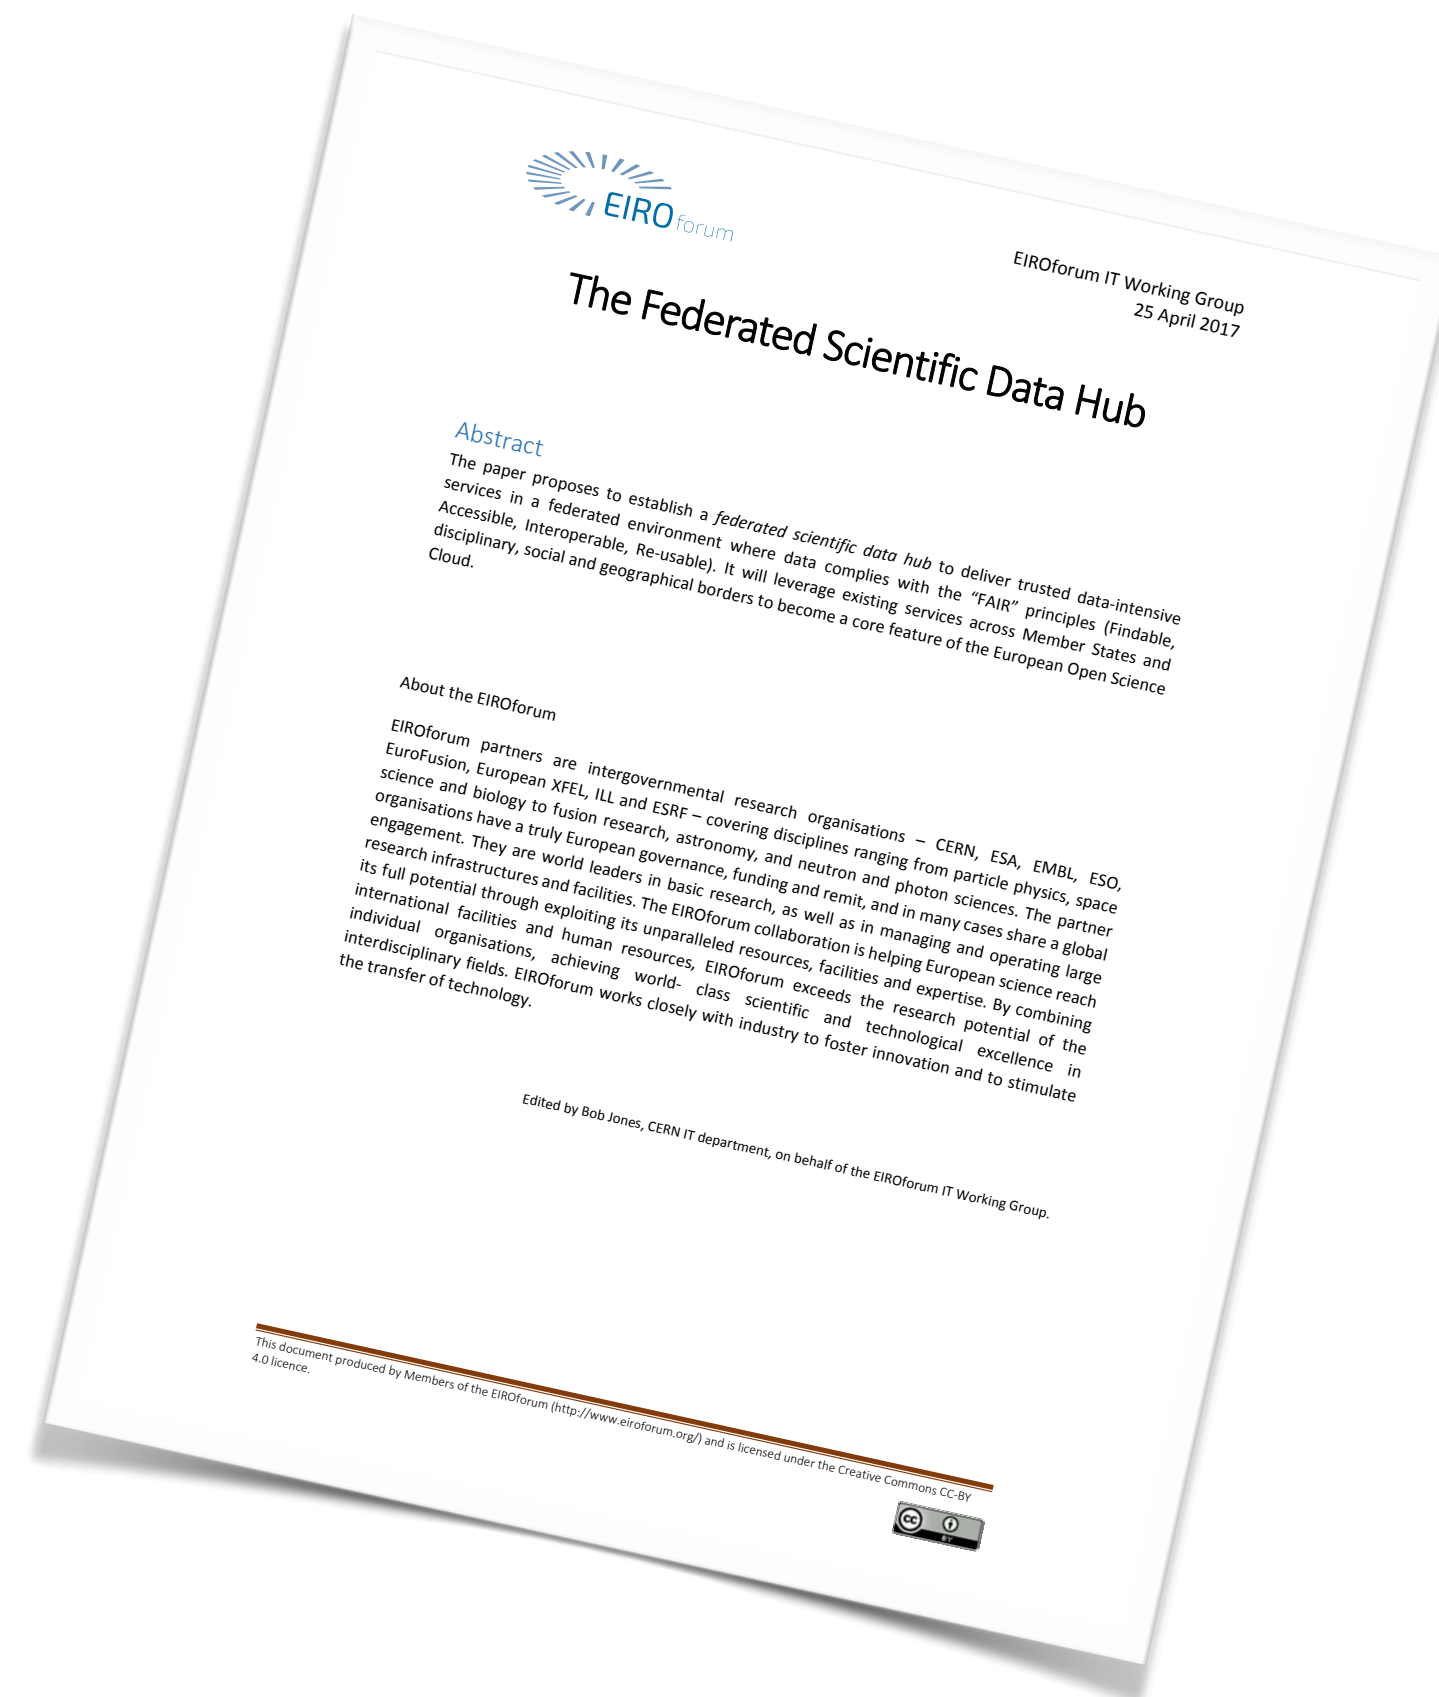 EIROforum
EIROforum IT Working Group
25 April 2017
The Federated Scientific Data Hub
Abstract
The paper proposes to establish a federated scientific data hub to deliver trusted data-intensive
services in a federated environment where data complies with the “FAIR” principles (Findable,
Accessible, Interoperable, Re-usable). It will leverage existing services across Member States and
disciplinary, social and geographical borders to become a core feature of the European Open Science
Cloud.
About the EIROforum
EIROforum partners are intergovernmental research organisations – CERN, ESA, EMBL, ESO,
EuroFusion, European XFEL, ILL and ESRF – covering disciplines ranging from particle physics, space
science and biology to fusion research, astronomy, and neutron and photon sciences. The partner
organisations have a truly European governance, funding and remit, and in many cases share a global
engagement. They are world leaders in basic research, as well as in managing and operating large
research infrastructures and facilities. The EIROforum collaboration is helping European science reach
its full potential through exploiting its unparalleled resources, facilities and expertise. By combining
international facilities and human resources, EIROforum exceeds the research potential of the
individual organisations, achieving world- class scientific and technological excellence in
interdisciplinary fields. EIROforum works closely with industry to foster innovation and to stimulate
the transfer of technology.
Edited by Bob Jones, CERN IT department, on behalf of the EIROforum IT Working Group.
This document produced by Members of the EIROforum (http://www.eiroforum.org/) and is licensed under the Creative Commons CC-BY
4.0 licence.
cc
BY